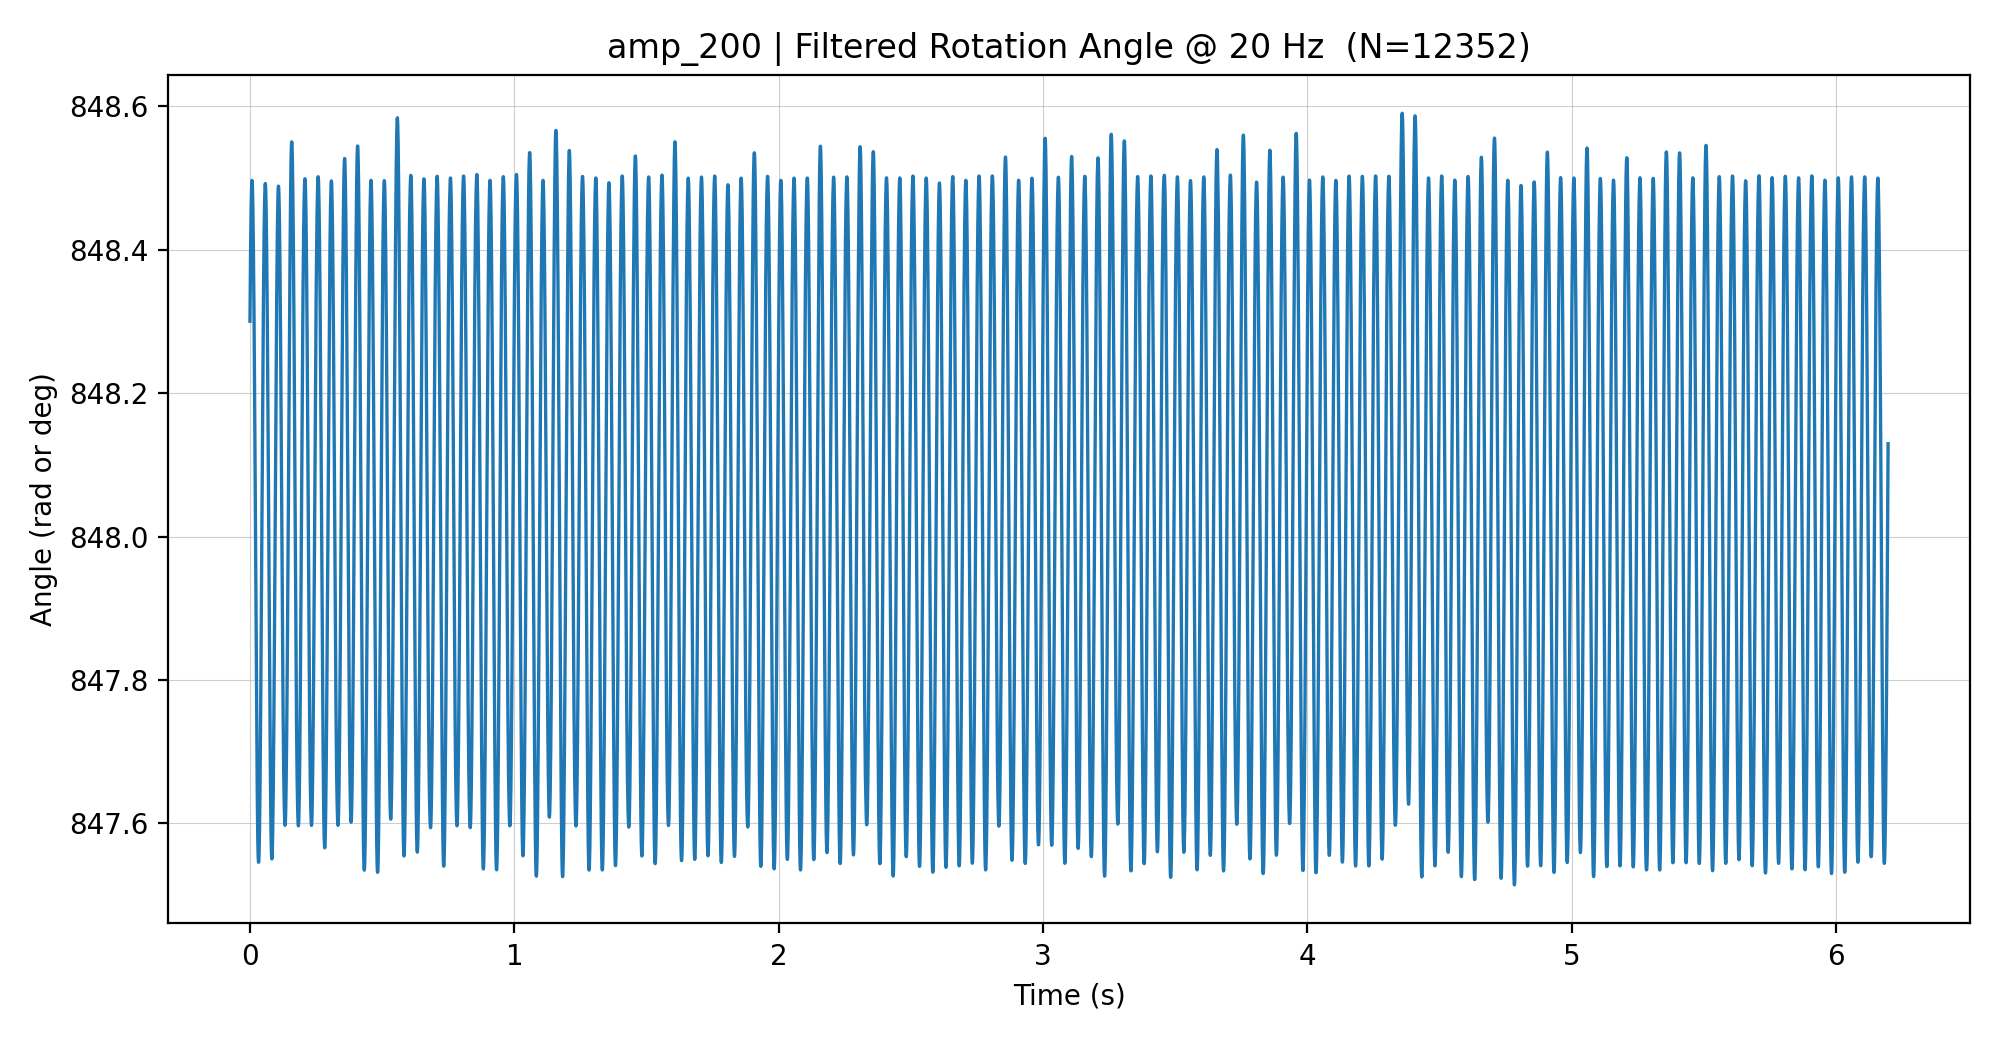 amp_200 | Filtered Rotation Angle @ 20 Hz  (N=12352)
848.6
848.4
848.2
848.0
847.8
847.6
Angle (rad or deg)
0 1 2 3 4 5 6
Time (s)